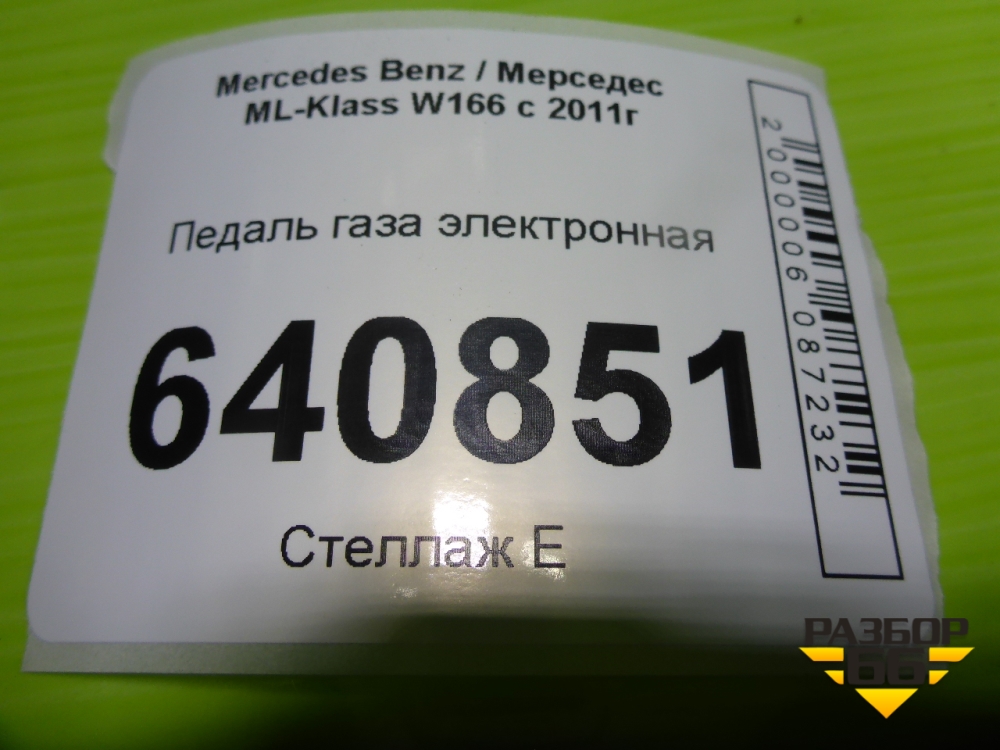 Mercedes Benz / Мерседес
ML-Klass W166 с 2011г
Педаль газа электронная
640851
Стеллаж Е
2000006087232
РАЗБОР
66